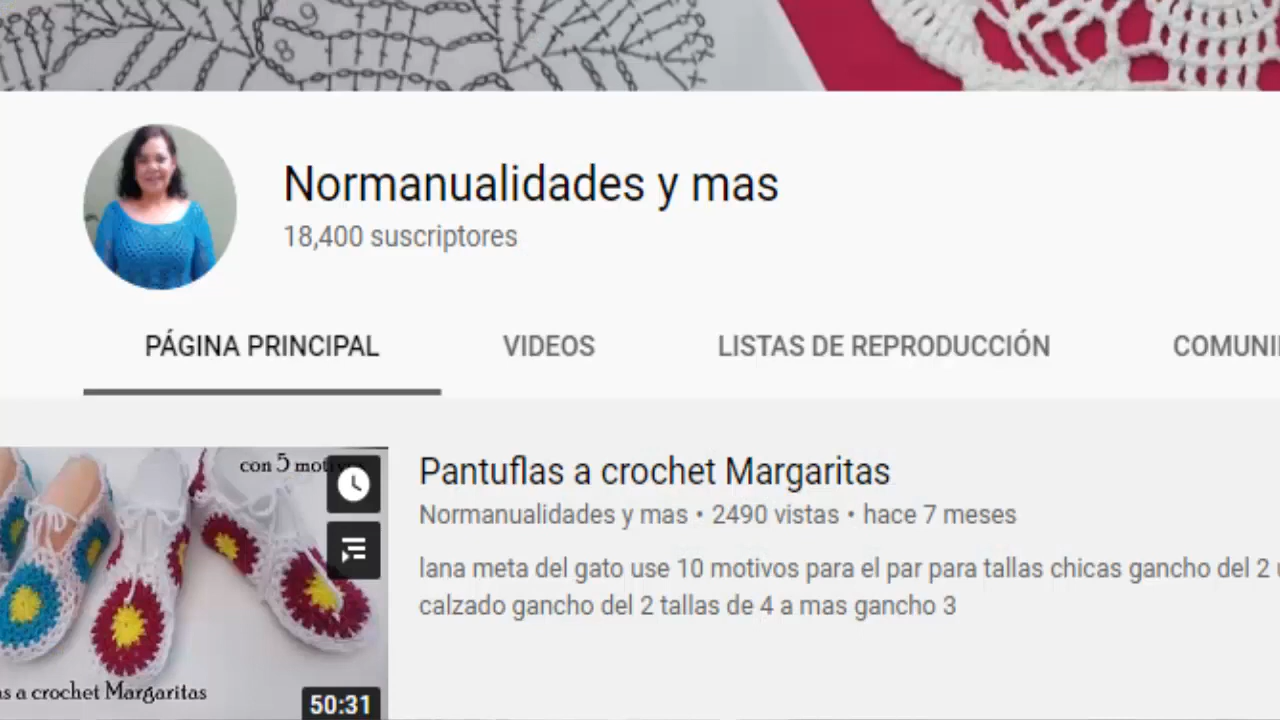 9
8
Normanualidades y mas
18,400 suscriptores
PÁGINA PRINCIPAL VIDEOS LISTAS DE REPRODUCCIÓN
con 5
Pantuflas a crochet Margaritas
Normanualidades y mas • 2490 vistas • hace 7 meses
lana meta del gato use 10 motivos para el par para tallas chicas gancho del 2
calzado gancho del 2 tallas de 4 a mas gancho 3
a crochet Margaritas
50:31